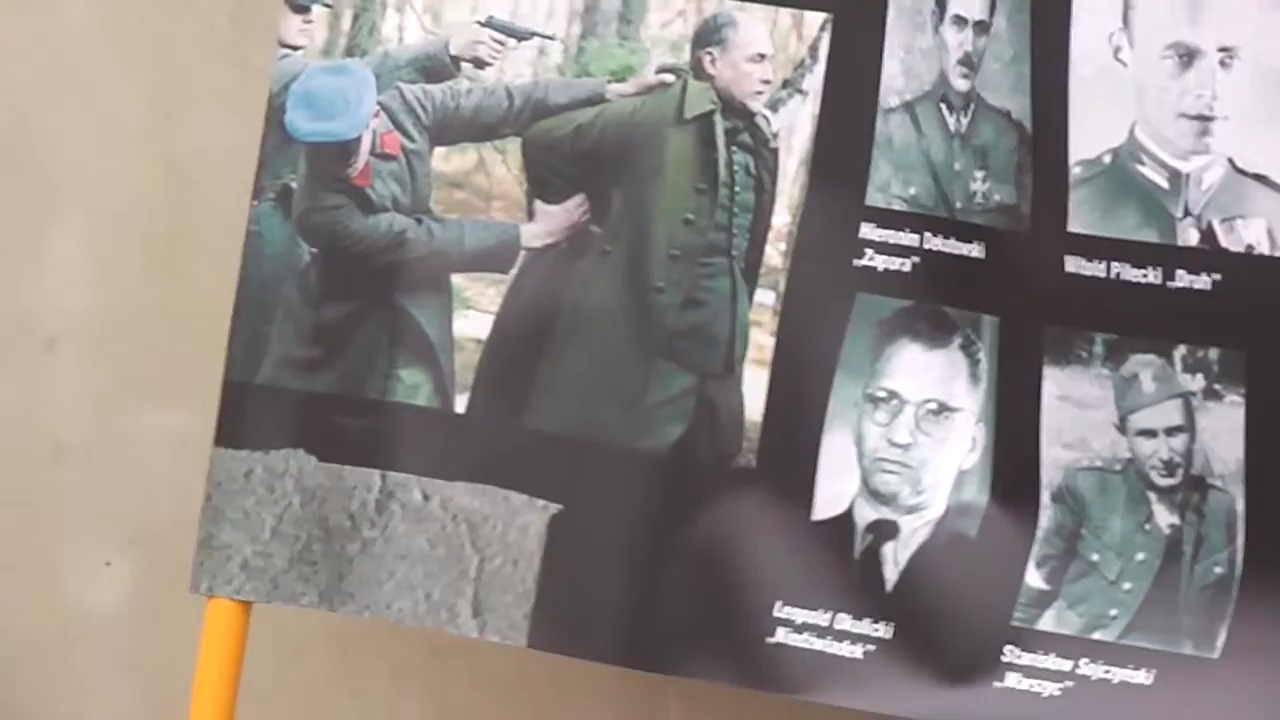 Hieronim Dekutowski
„Zapora”
Witold Pilecki „Druh”
Leopold Okulicki
„Niedźwiadek”
Stanisław Sojczyński
„Warszyc”